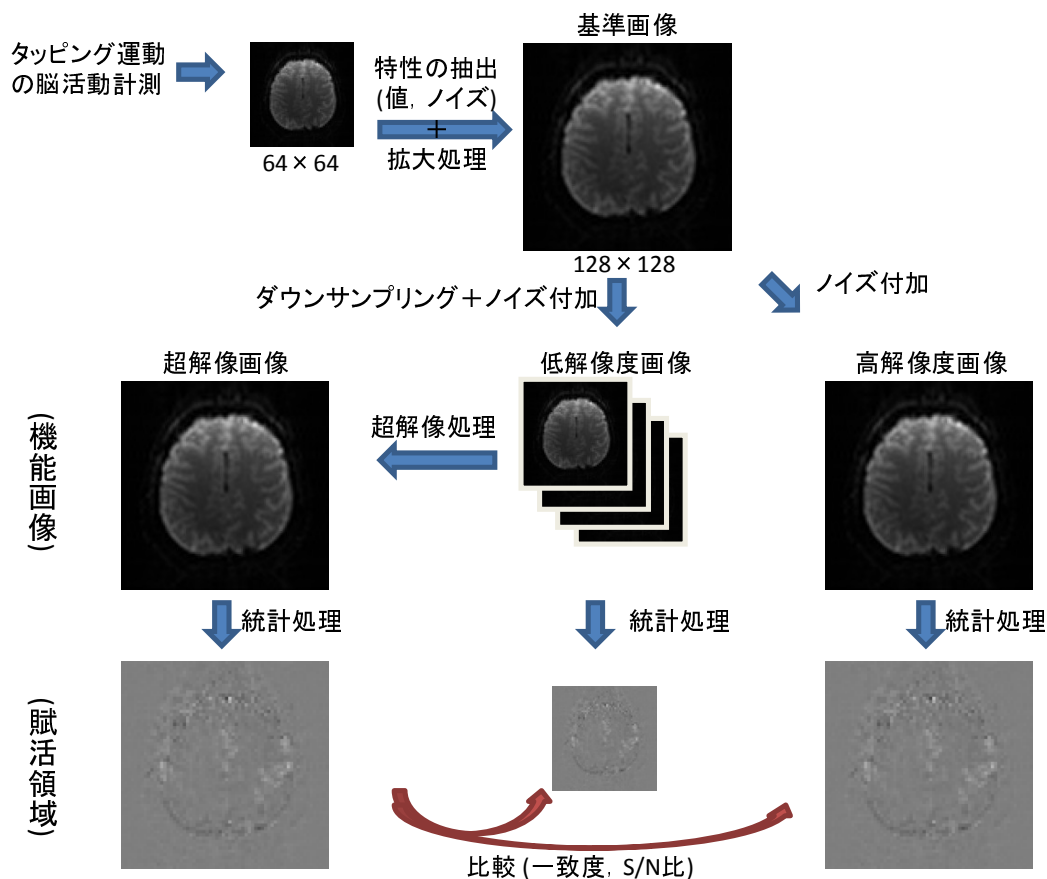 基準画像
タッピング運動
の脳活動計測
特性の抽出
(値, ノイズ)
+
拡大処理
64 × 64
128 × 128
ダウンサンプリング+ノイズ付加
ノイズ付加
超解像画像
低解像度画像
高解像度画像
(機能画像)
超解像処理
統計処理
統計処理
統計処理
(賦活領域)
比較 (一致度, S/N比)